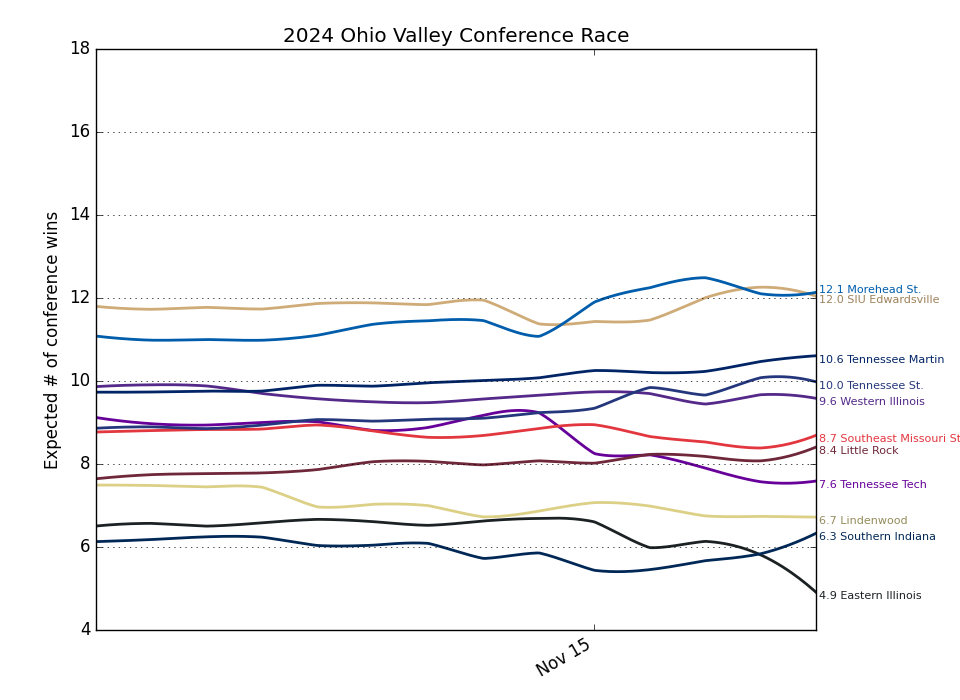 2024 Ohio Valley Conference Race
Expected # of conference wins
18
16
14
12
10
8
6
4
Nov 15
12.1 Morehead St.
12.0 SIU Edwardsville
10.6 Tennessee Martin
10.0 Tennessee St.
9.6 Western Illinois
8.7 Southeast Missouri St
8.4 Little Rock
7.6 Tennessee Tech
6.7 Lindenwood
6.3 Southern Indiana
4.9 Eastern Illinois